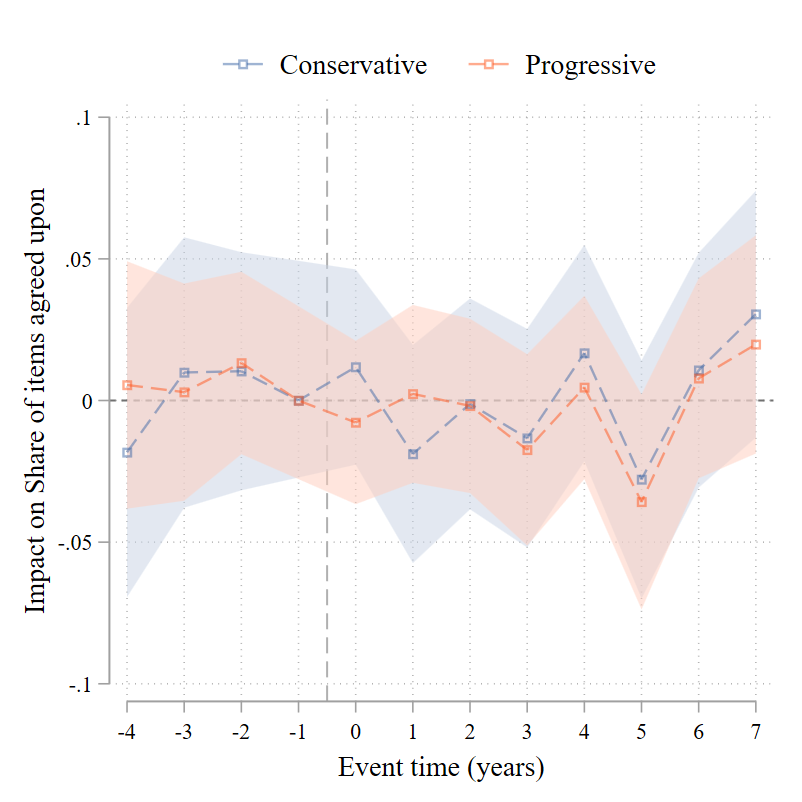 Conservative Progressive
Impact on Share of items agreed upon
.1
.05
0
-.05
-.1
-4 -3 -2 -1 0 1 2 3 4 5 6 7
Event time (years)